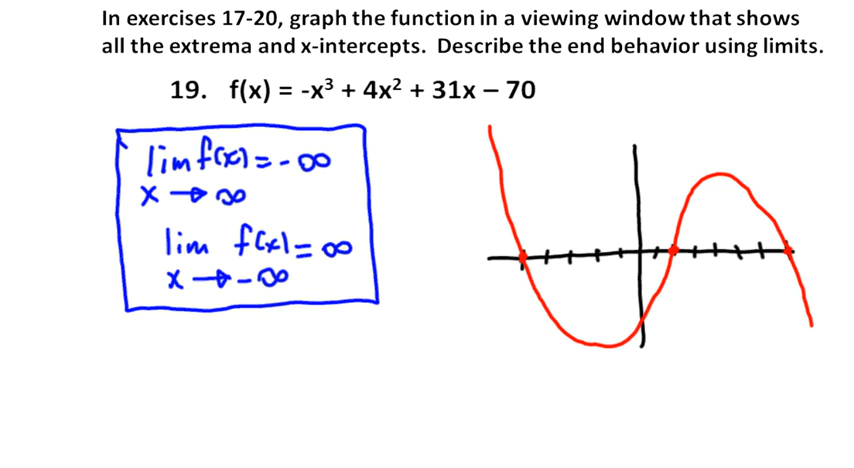 In exercises 17-20, graph the function in a viewing window that shows
all the extrema and x-intercepts. Describe the end behavior using limits.
19. f(x) = -x³ + 4x² + 31x – 70
lim f(x) = - ∞
x → ∞
lim f(x) = ∞
x → - ∞